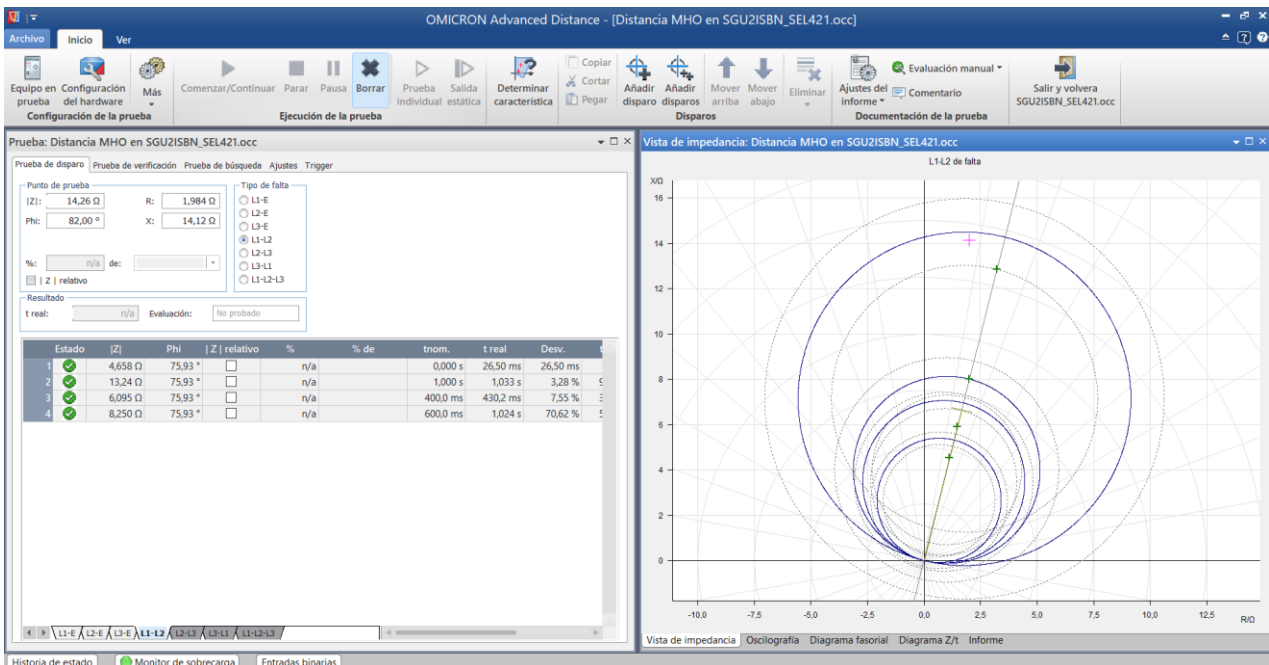 OMICRON Advanced Distance - [Distancia MHO en SGU2ISBN_SEL421.occ]
Archivo Inicio Ver
Equipo en prueba
Configuración del hardware
Más
Configuración de la prueba
Comenzar/Continuar
Parar
Pausa
Borrar
Prueba individual
Salida estática
Ejecución de la prueba
Determinar característica
Copiar
Cortar
Pegar
Añadir disparo
Añadir disparos
Mover arriba
Mover abajo
Eliminar
Disparos
Ajustes del informe
Evaluación manual
Comentario
Documentación de la prueba
Salir y volvera SGU2ISBN_SEL421.occ
Prueba: Distancia MHO en SGU2ISBN_SEL421.occ
Prueba de disparo Prueba de verificación Prueba de búsqueda Ajustes Trigger
Punto de prueba
|Z|: 14,26 Ω R: 1,984 Ω
Phi: 82,00 ° X: 14,12 Ω
%: n/a de:
| Z | relativo
Tipo de falta
L1-E
L2-E
L3-E
L1-L2
L2-L3
L3-L1
L1-L2-L3
Resultado
t real: n/a Evaluación: No probado
Estado |Z| Phi | Z | relativo % % de tnom. t real Desv.
1 4,658 Ω 75,93 ° n/a 0,000 s 26,50 ms 26,50 ms
2 13,24 Ω 75,93 ° n/a 1,000 s 1,033 s 3,28 % 9
3 6,095 Ω 75,93 ° n/a 400,0 ms 430,2 ms 7,55 % 3
4 8,250 Ω 75,93 ° n/a 600,0 ms 1,024 s 70,62 % 5
L1-E L2-E L3-E L1-L2 L2-L3 L3-L1 L1-L2-L3
Vista de impedancia: Distancia MHO en SGU2ISBN_SEL421.occ
L1-L2 de falta
X/Ω
16
14
12
10
8
6
4
2
0
-10,0 -7,5 -5,0 -2,5 0,0 2,5 5,0 7,5 10,0 12,5 R/Ω
Vista de impedancia Oscilografía Diagrama fasorial Diagrama Z/t Informe
Historia de estado Monitor de sobrecarga Entradas binarias